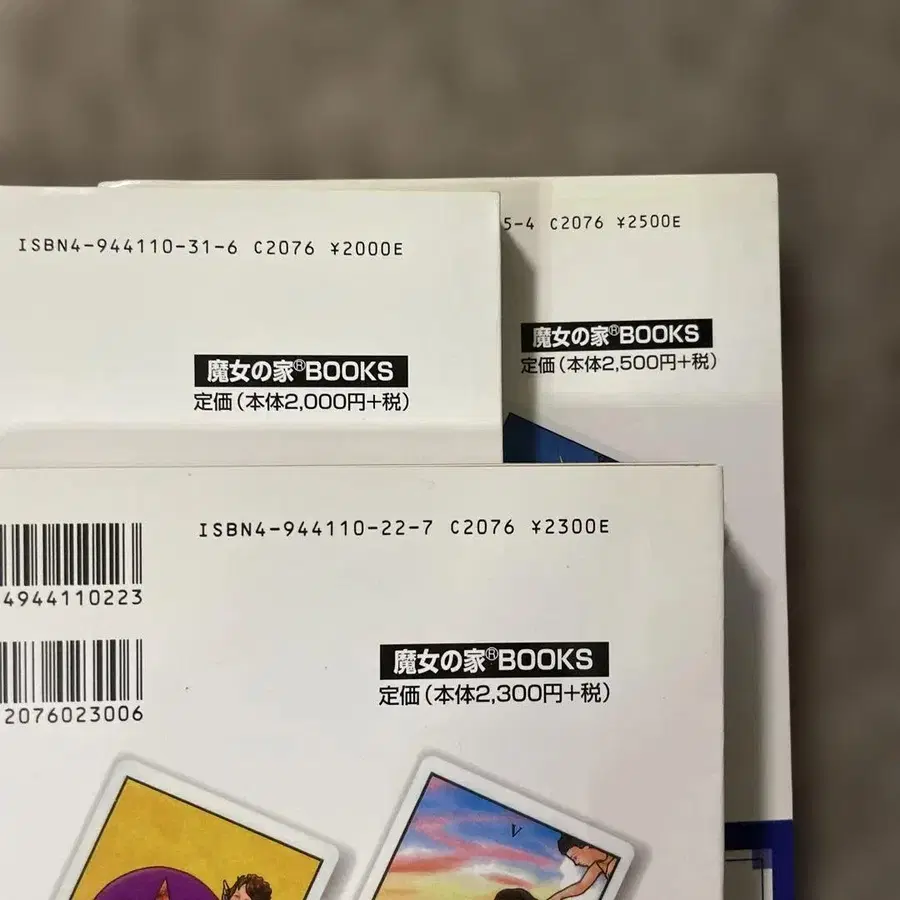 ISBN4-944110-31-6 C2076 ¥2000E
魔女の家®BOOKS
定価(本体2,000円+税)
5-4 C2076 ¥2500E
魔女の家®BOOKS
定価(本体2,500円+税)
ISBN4-944110-22-7 C2076 ¥2300E
4944110223
2076023006
魔女の家®BOOKS
定価(本体2,300円+税)
V